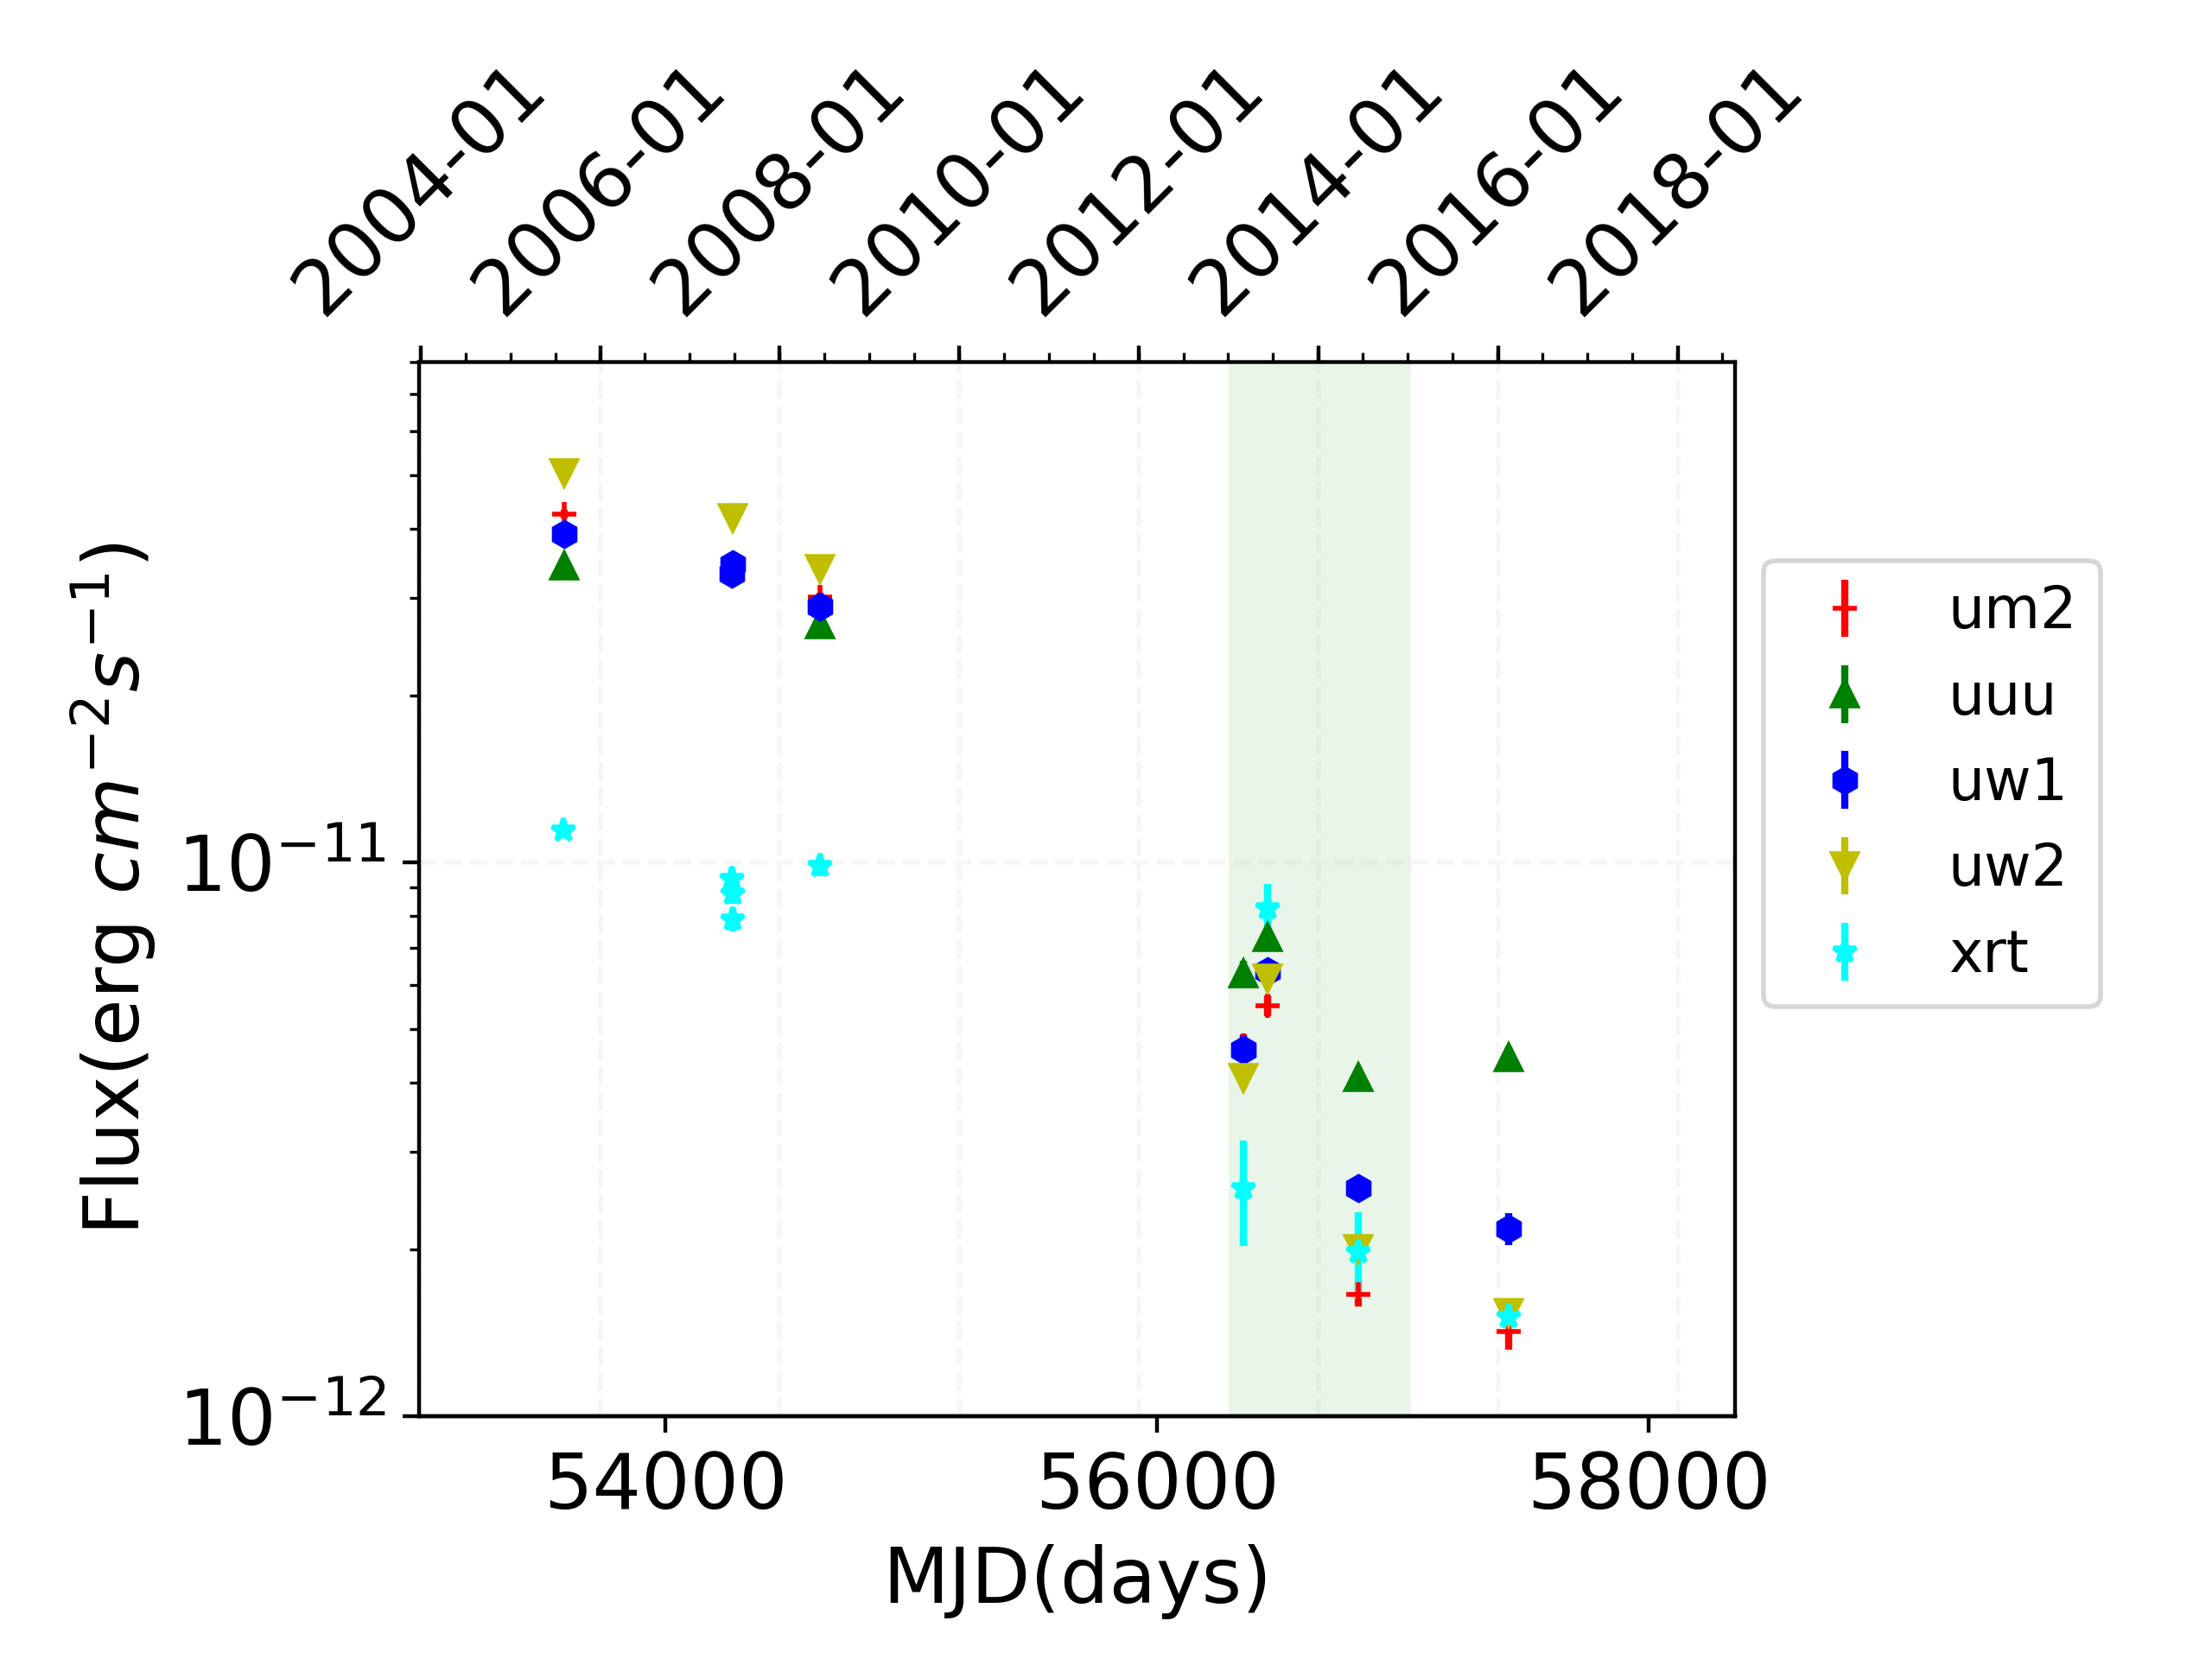 2004-01
2006-01
2008-01
2010-01
2012-01
2014-01
2016-01
2018-01
Flux(erg cm⁻²s⁻¹)
10⁻¹¹
10⁻¹²
54000
56000
58000
MJD(days)
um2
uuu
uw1
uw2
xrt